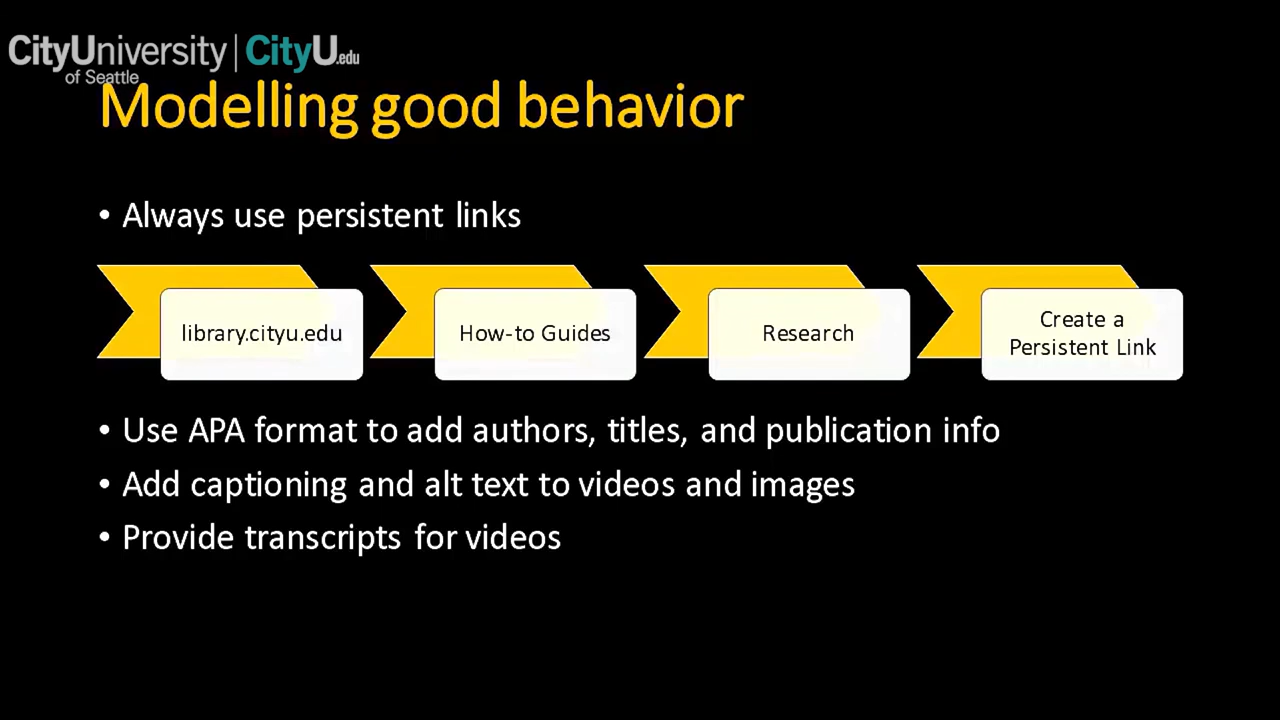 CityUniversity | CityU.edu
of Seattle
Modelling good behavior
• Always use persistent links
library.cityu.edu
How-to Guides
Research
Create a
Persistent Link
• Use APA format to add authors, titles, and publication info
• Add captioning and alt text to videos and images
• Provide transcripts for videos